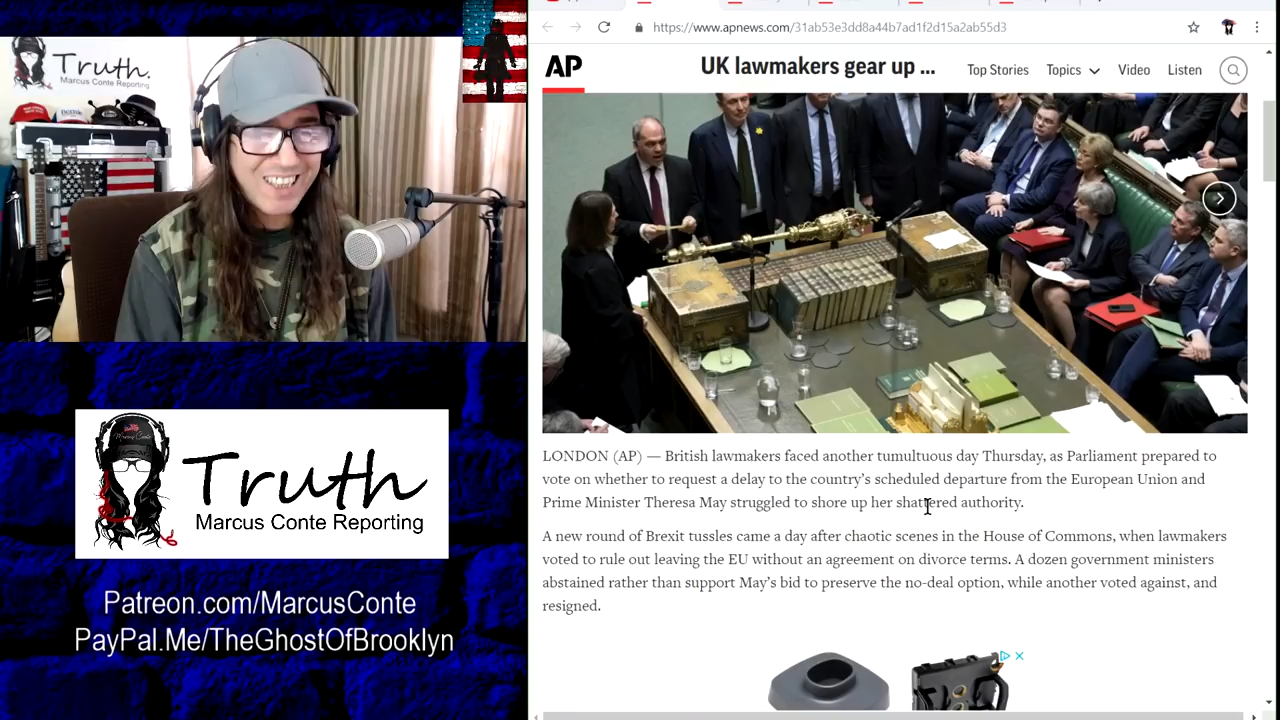 Truth.
Marcus Conte Reporting
Truth
Marcus Conte Reporting
Patreon.com/MarcusConte
PayPal.Me/TheGhostOfBrooklyn
https://www.apnews.com/31ab53e3dd8a44b7ad1f2d15a2ab55d3
AP
UK lawmakers gear up ...
Top Stories
Topics
Video
Listen
LONDON (AP) — British lawmakers faced another tumultuous day Thursday, as Parliament prepared to
vote on whether to request a delay to the country's scheduled departure from the European Union and
Prime Minister Theresa May struggled to shore up her shattered authority.
A new round of Brexit tussles came a day after chaotic scenes in the House of Commons, when lawmakers
voted to rule out leaving the EU without an agreement on divorce terms. A dozen government ministers
abstained rather than support May's bid to preserve the no-deal option, while another voted against, and
resigned.